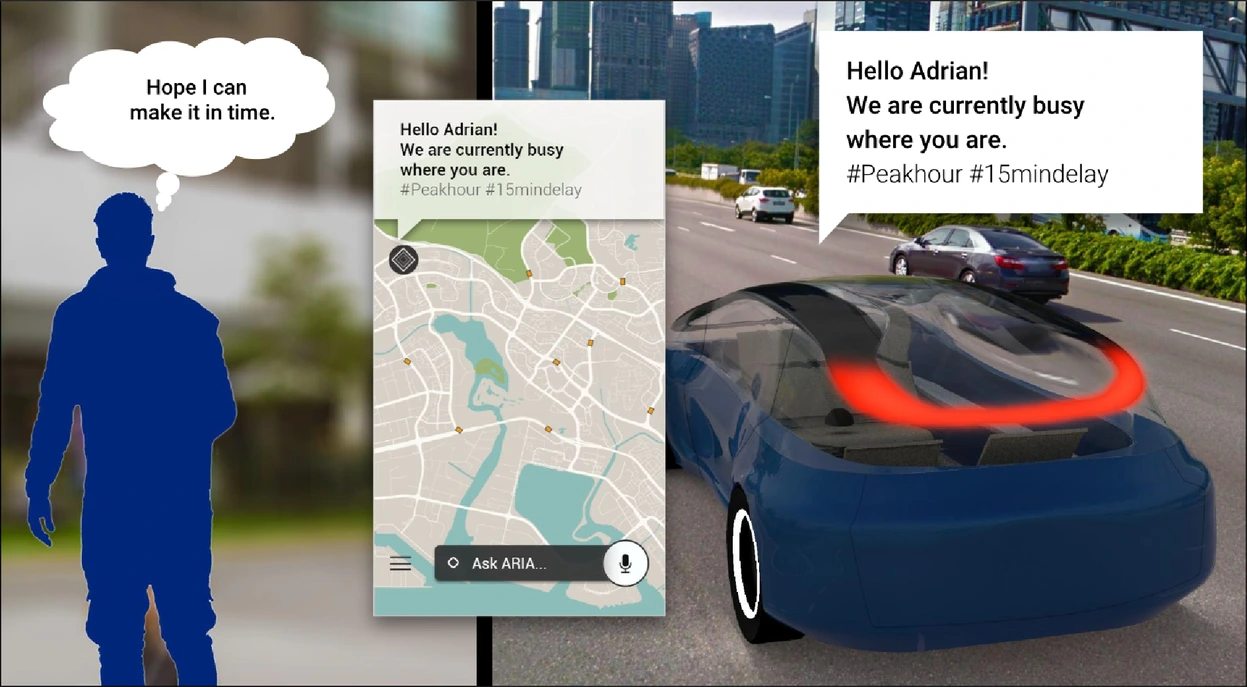 Hope I can
make it in time.
Hello Adrian!
We are currently busy
where you are.
#Peakhour #15mindelay
Ask ARIA...
Hello Adrian!
We are currently busy
where you are.
#Peakhour #15mindelay